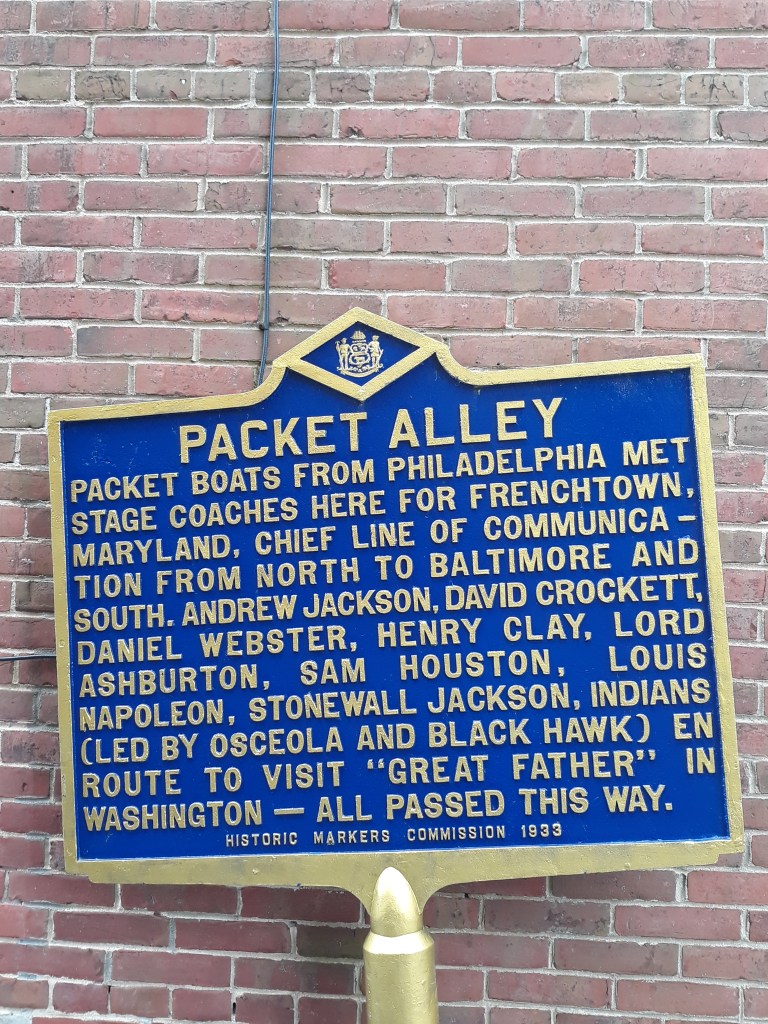 PACKET ALLEY
PACKET BOATS FROM PHILADELPHIA MET
STAGE COACHES HERE FOR FRENCHTOWN,
MARYLAND, CHIEF LINE OF COMMUNICA-
TION FROM NORTH TO BALTIMORE AND
SOUTH. ANDREW JACKSON, DAVID CROCKETT,
DANIEL WEBSTER, HENRY CLAY, LORD
ASHBURTON, SAM HOUSTON, LOUIS
NAPOLEON, STONEWALL JACKSON, INDIANS
(LED BY OSCEOLA AND BLACK HAWK) EN
ROUTE TO VISIT "GREAT FATHER" IN
WASHINGTON — ALL PASSED THIS WAY.
HISTORIC MARKERS COMMISSION 1933